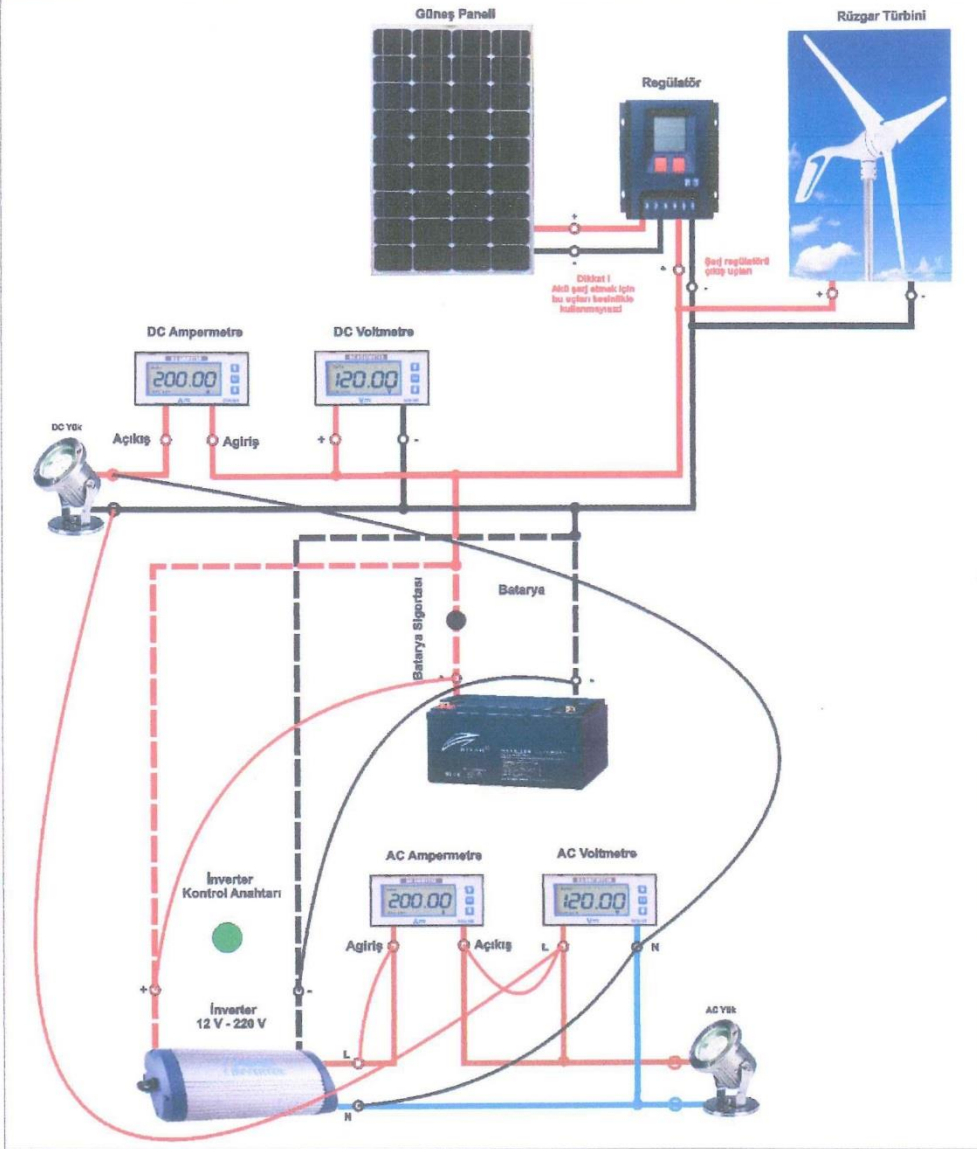 Güneş Paneli
Rüzgar Türbini
Regülatör
+
-
+
-
Şarj regülatörü
çıkış uçları
Dikkat !
Akü şarj etmek için
bu uçları kesinlikle
kullanmayınız!
+
-
DC Ampermetre
DC Voltmetre
200.00
120.00
DC Yük
Açıkış
Agiriş
+
-
Batarya Sigortası
Batarya
-
-
AC Ampermetre
AC Voltmetre
200.00
120.00
İnverter
Kontrol Anahtarı
Agiriş
Açıkış
L
N
+
-
İnverter
12 V - 220 V
L
N
AC Yük